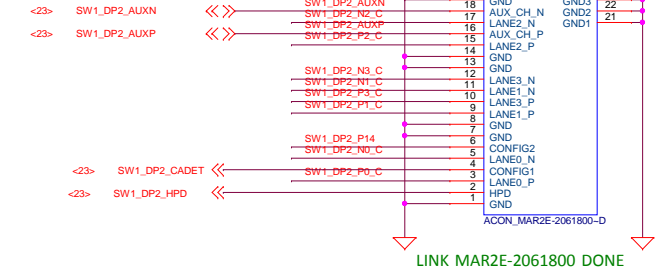 SW1_DP2_AUXN
18 GND GND3 22
<23> SW1_DP2_AUXN SW1_DP2_N2_C 17 AUX_CH_N GND2 21
SW1_DP2_AUXP 16 LANE2_N GND1
<23> SW1_DP2_AUXP SW1_DP2_P2_C 15 AUX_CH_P
14 LANE2_P
13 GND
GND
SW1_DP2_N3_C 12 LANE3_N
SW1_DP2_N1_C 11 LANE1_N
SW1_DP2_P3_C 10 LANE3_P
SW1_DP2_P1_C 9 LANE1_P
8 GND
7 GND
SW1_DP2_P14 6 CONFIG2
SW1_DP2_N0_C 5 LANE0_N
<23> SW1_DP2_CADET 4 CONFIG1
SW1_DP2_P0_C 3 LANE0_P
<23> SW1_DP2_HPD 2 HPD
1 GND
ACON_MAR2E-2061800-D
LINK MAR2E-2061800 DONE